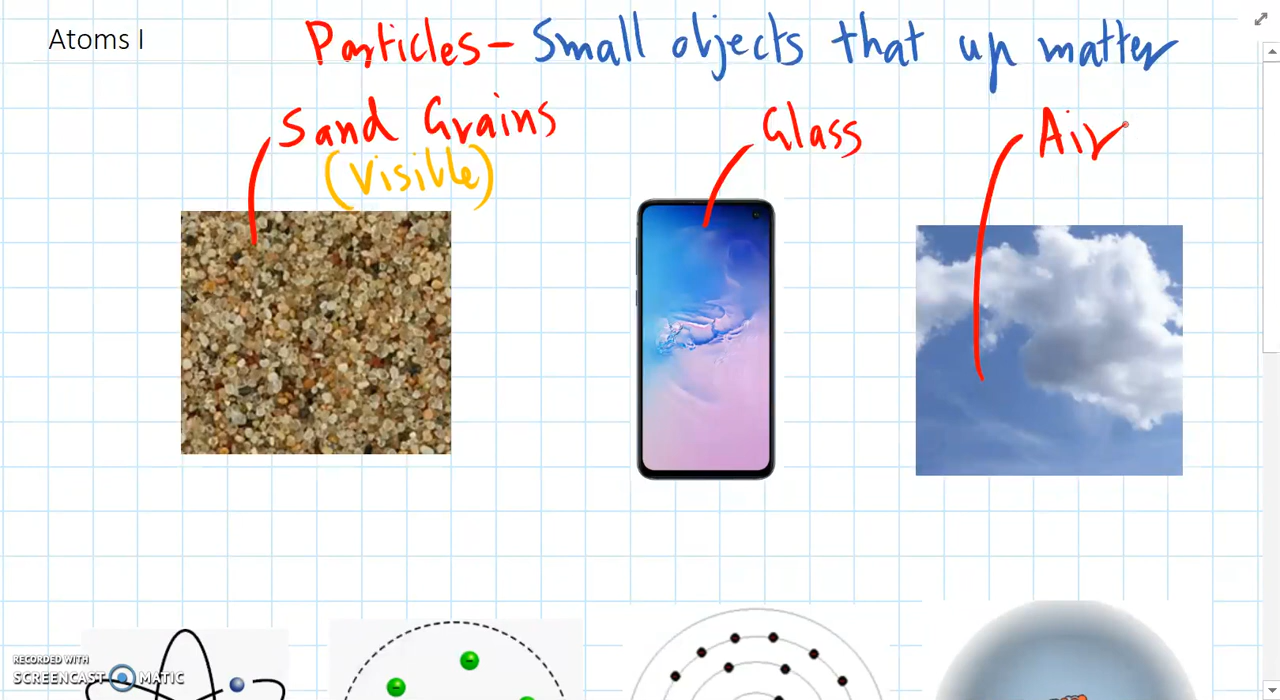 Atoms I
Particles - Small objects that up matter
Sand Grains
(Visible)
Glass
Air
RECORDED WITH
SCREENCAST MATIC